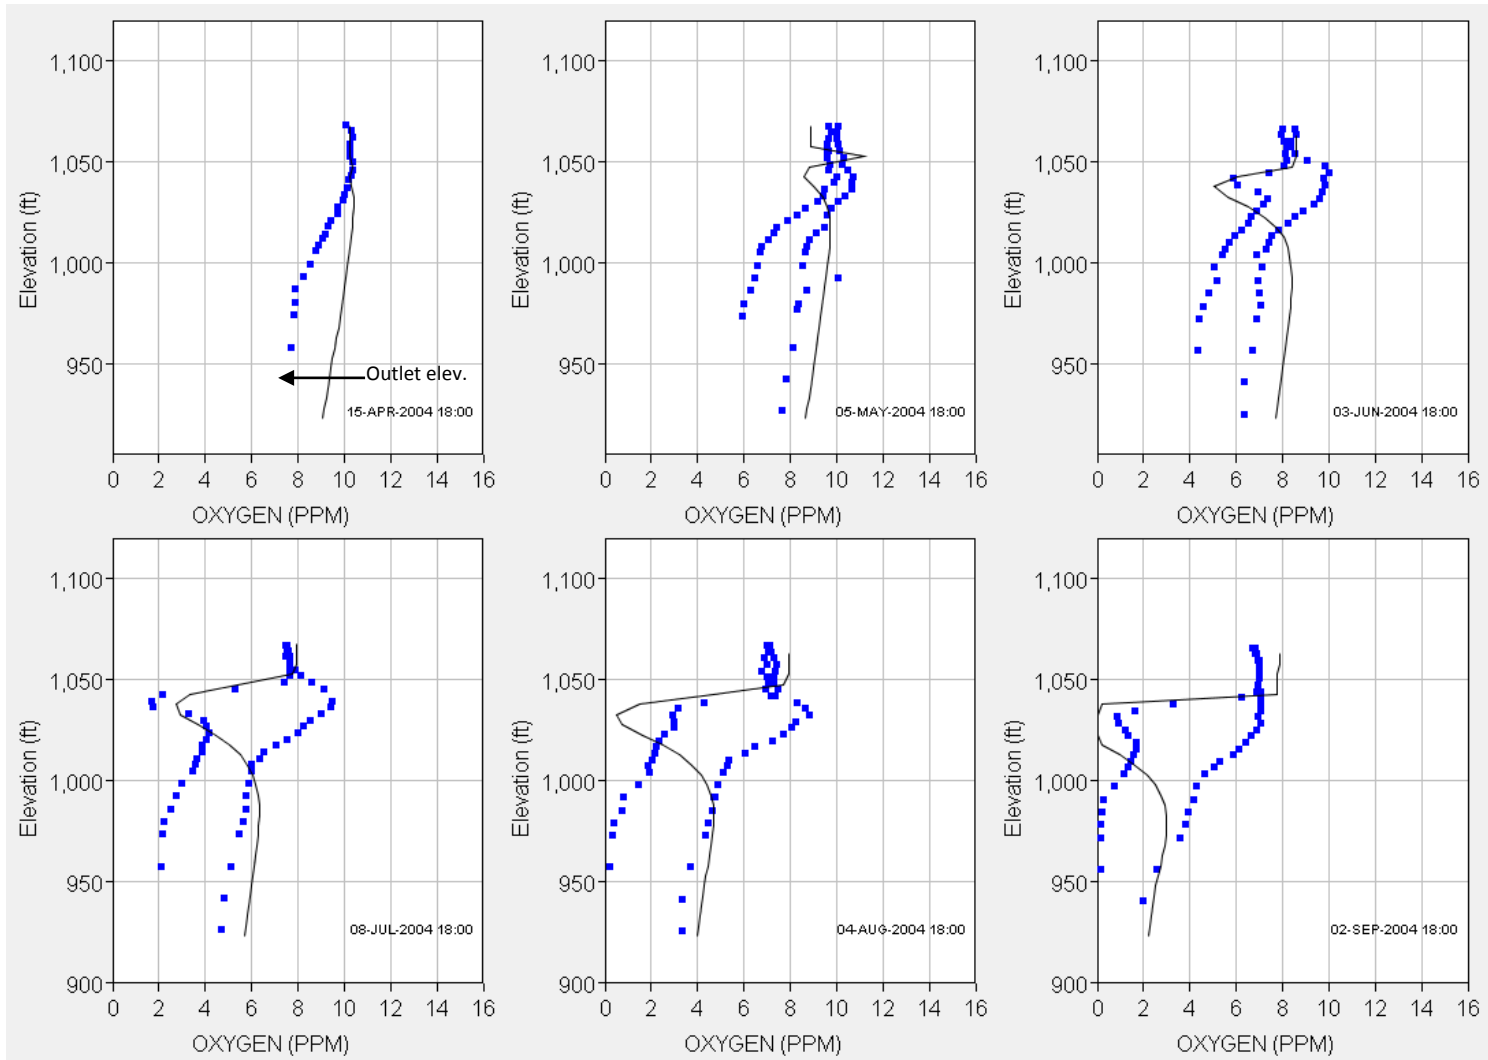 1,100
1,050
1,000
950
Elevation (ft)
Outlet elev.
15-APR-2004 18:00
0 2 4 6 8 10 12 14 16
OXYGEN (PPM)
1,100
1,050
1,000
950
Elevation (ft)
05-MAY-2004 18:00
0 2 4 6 8 10 12 14 16
OXYGEN (PPM)
1,100
1,050
1,000
950
Elevation (ft)
03-JUN-2004 18:00
0 2 4 6 8 10 12 14 16
OXYGEN (PPM)
1,100
1,050
1,000
950
900
Elevation (ft)
08-JUL-2004 18:00
0 2 4 6 8 10 12 14 16
OXYGEN (PPM)
1,100
1,050
1,000
950
900
Elevation (ft)
04-AUG-2004 18:00
0 2 4 6 8 10 12 14 16
OXYGEN (PPM)
1,100
1,050
1,000
950
900
Elevation (ft)
02-SEP-2004 18:00
0 2 4 6 8 10 12 14 16
OXYGEN (PPM)